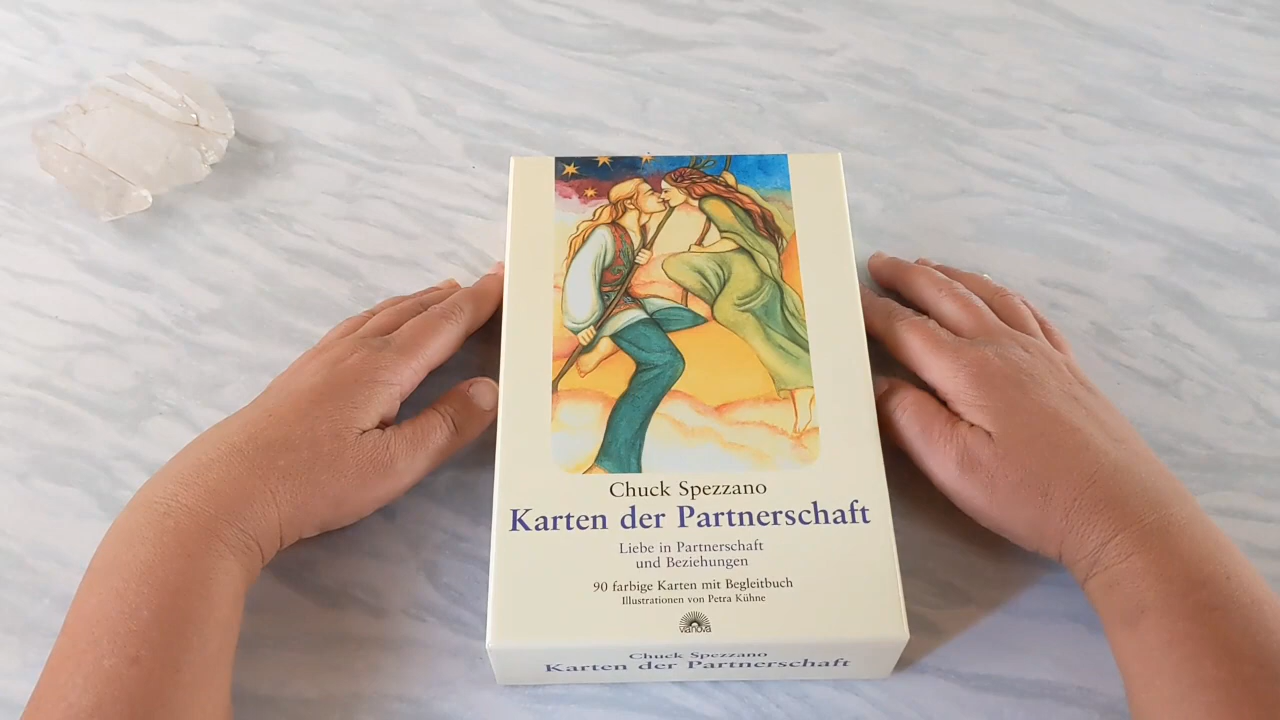 Chuck Spezzano
Karten der Partnerschaft
Liebe in Partnerschaft
und Beziehungen
90 farbige Karten mit Begleitbuch
Illustrationen von Petra Kühne
vianova
Chuck Spezzano
Karten der Partnerschaft